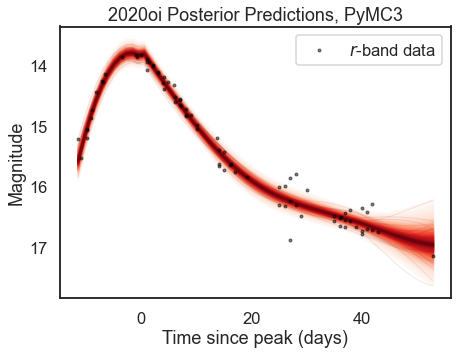 2020oi Posterior Predictions, PyMC3
r-band data
14
15
16
17
Magnitude
0
20
40
Time since peak (days)